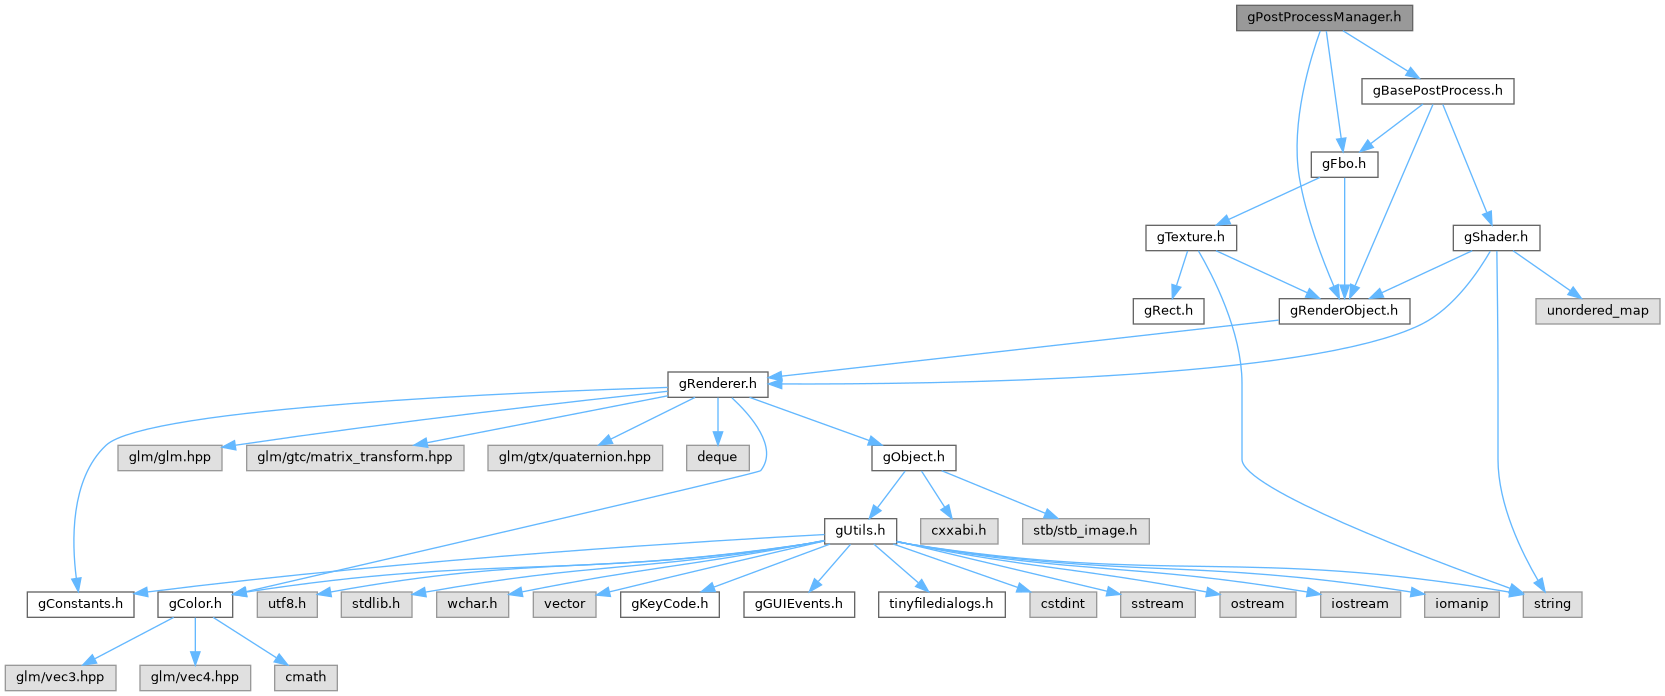 gPostProcessManager.h
gBasePostProcess.h
gFbo.h
gTexture.h
gShader.h
gRect.h
gRenderObject.h
unordered_map
gRenderer.h
glm/glm.hpp
glm/gtc/matrix_transform.hpp
glm/gtx/quaternion.hpp
deque
gObject.h
gUtils.h
cxxabi.h
stb/stb_image.h
gConstants.h
gColor.h
utf8.h
stdlib.h
wchar.h
vector
gKeyCode.h
gGUIEvents.h
tinyfiledialogs.h
cstdint
sstream
ostream
iostream
iomanip
string
glm/vec3.hpp
glm/vec4.hpp
cmath